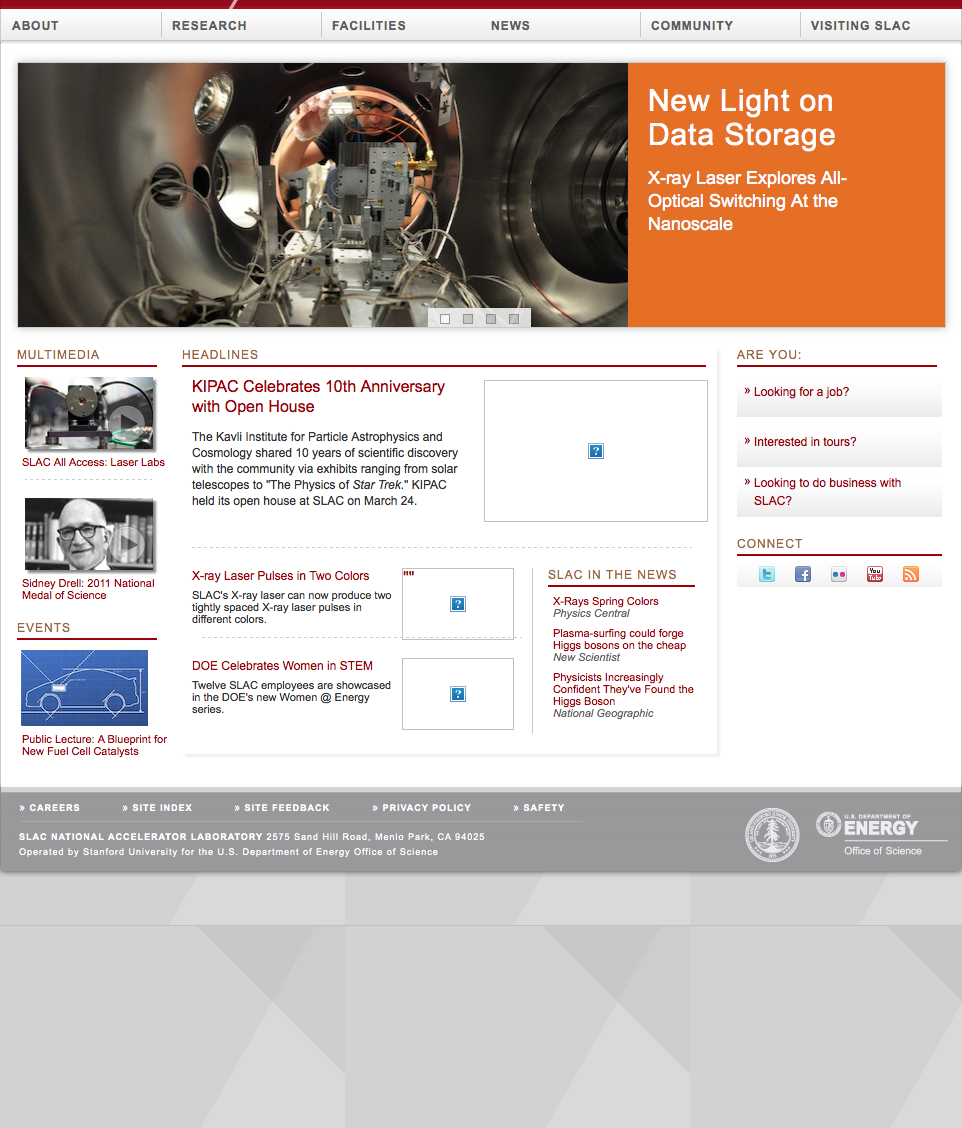 ABOUT
RESEARCH
FACILITIES
NEWS
COMMUNITY
VISITING SLAC
New Light on
Data Storage
X-ray Laser Explores All-
Optical Switching At the
Nanoscale
MULTIMEDIA
SLAC All Access: Laser Labs
Sidney Drell: 2011 National
Medal of Science
EVENTS
Public Lecture: A Blueprint for
New Fuel Cell Catalysts
HEADLINES
KIPAC Celebrates 10th Anniversary
with Open House
The Kavli Institute for Particle Astrophysics and
Cosmology shared 10 years of scientific discovery
with the community via exhibits ranging from solar
telescopes to "The Physics of Star Trek." KIPAC
held its open house at SLAC on March 24.
X-ray Laser Pulses in Two Colors
SLAC's X-ray laser can now produce two
tightly spaced X-ray laser pulses in
different colors.
""
DOE Celebrates Women in STEM
Twelve SLAC employees are showcased
in the DOE's new Women @ Energy
series.
SLAC IN THE NEWS
X-Rays Spring Colors
Physics Central
Plasma-surfing could forge
Higgs bosons on the cheap
New Scientist
Physicists Increasingly
Confident They've Found the
Higgs Boson
National Geographic
ARE YOU:
» Looking for a job?
» Interested in tours?
» Looking to do business with
SLAC?
CONNECT
You
Tube
» CAREERS
» SITE INDEX
» SITE FEEDBACK
» PRIVACY POLICY
» SAFETY
SLAC NATIONAL ACCELERATOR LABORATORY 2575 Sand Hill Road, Menlo Park, CA 94025
Operated by Stanford University for the U.S. Department of Energy Office of Science
U.S. DEPARTMENT OF
ENERGY
Office of Science